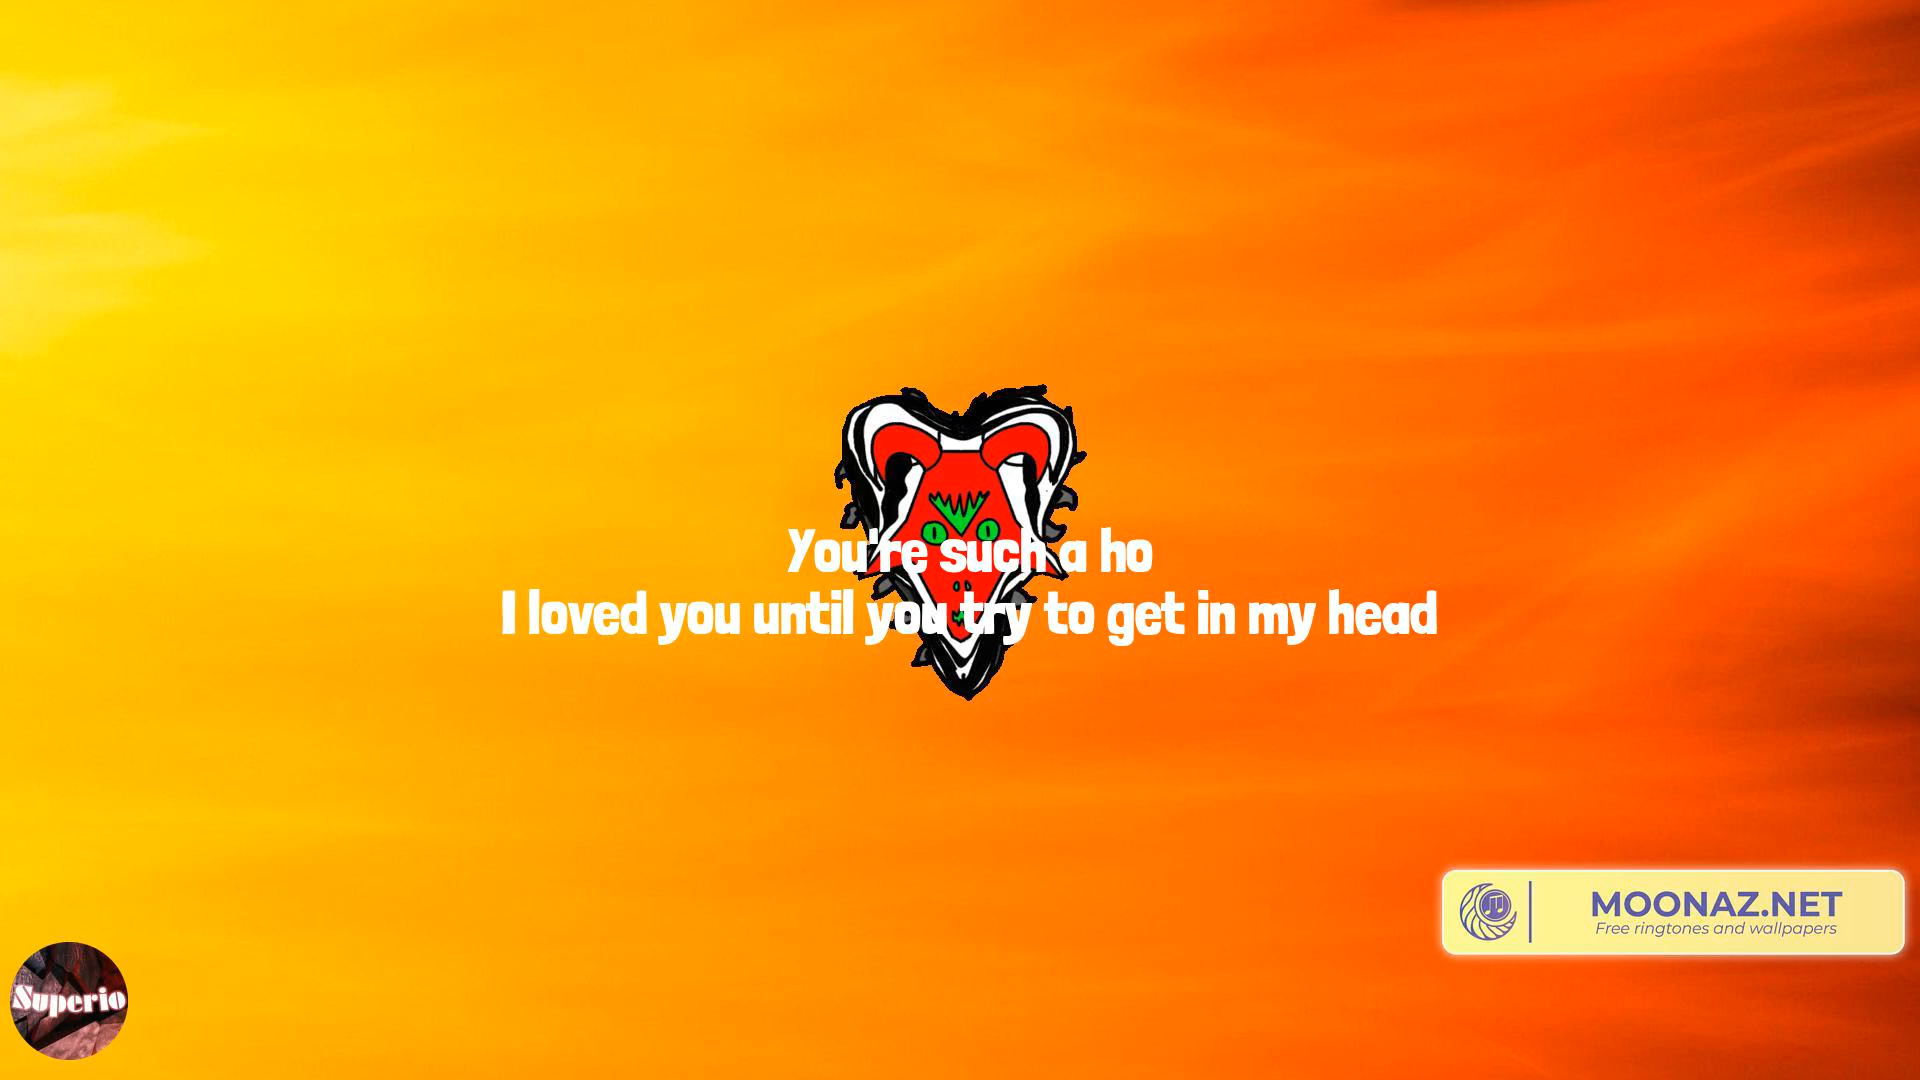 You're such a ho
I loved you until you try to get in my head
MOONAZ.NET
Free ringtones and wallpapers
Superio